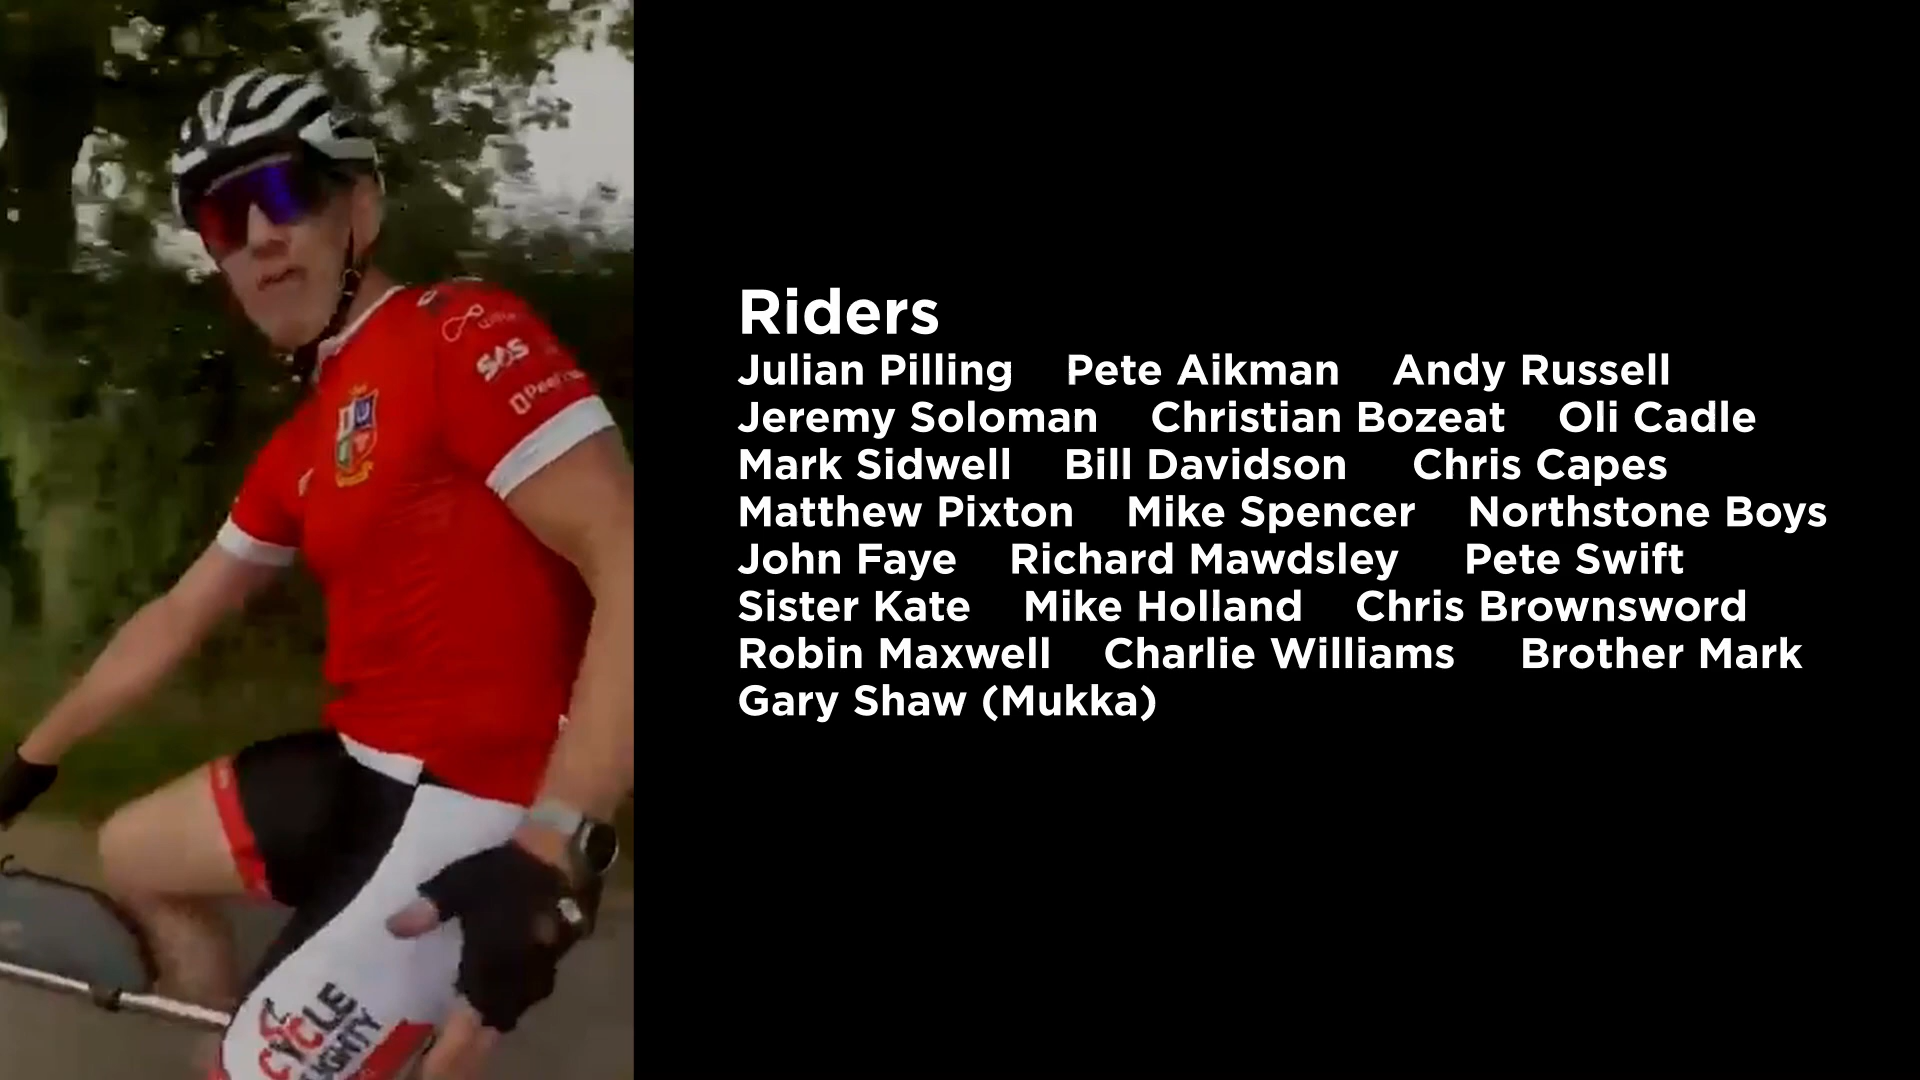 Riders
Julian Pilling Pete Aikman Andy Russell
Jeremy Soloman Christian Bozeat Oli Cadle
Mark Sidwell Bill Davidson Chris Capes
Matthew Pixton Mike Spencer Northstone Boys
John Faye Richard Mawdsley Pete Swift
Sister Kate Mike Holland Chris Brownsword
Robin Maxwell Charlie Williams Brother Mark
Gary Shaw (Mukka)
SAS
CYCLE